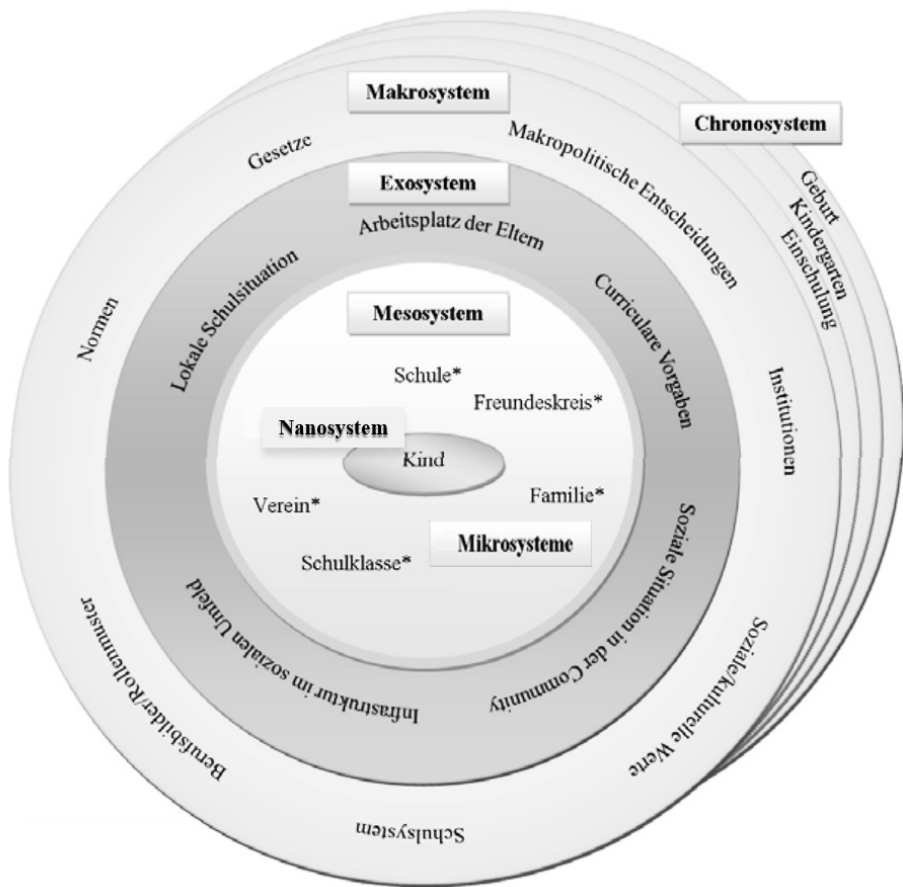 Makrosystem
Chronosystem
Gesetze
Makropolitische Entscheidungen
Geburt
Kindergarten
Einschulung
Exosystem
Arbeitsplatz der Eltern
Normen
Lokale Schulsituation
Curriculare Vorgaben
Institutionen
Mesosystem
Schule*
Freundeskreis*
Nanosystem
Kind
Verein*
Familie*
Mikrosysteme
Schulklasse*
Infrastruktur im sozialen Umfeld
Soziale Situation in der Community
Berufsbilder/Rollenmuster
Soziale/kulturelle Werte
Schulsystem